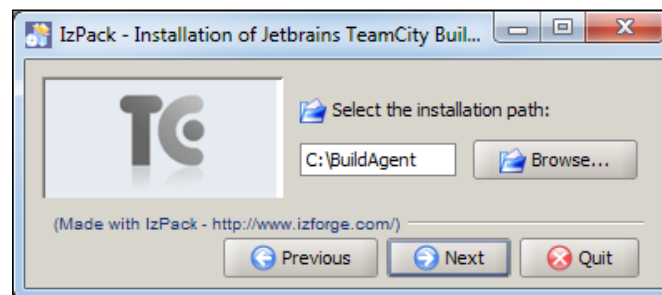 IzPack - Installation of Jetbrains TeamCity Buil...
TC
Select the installation path:
C:\BuildAgent
Browse...
(Made with IzPack - http://www.izforge.com/)
Previous
Next
Quit